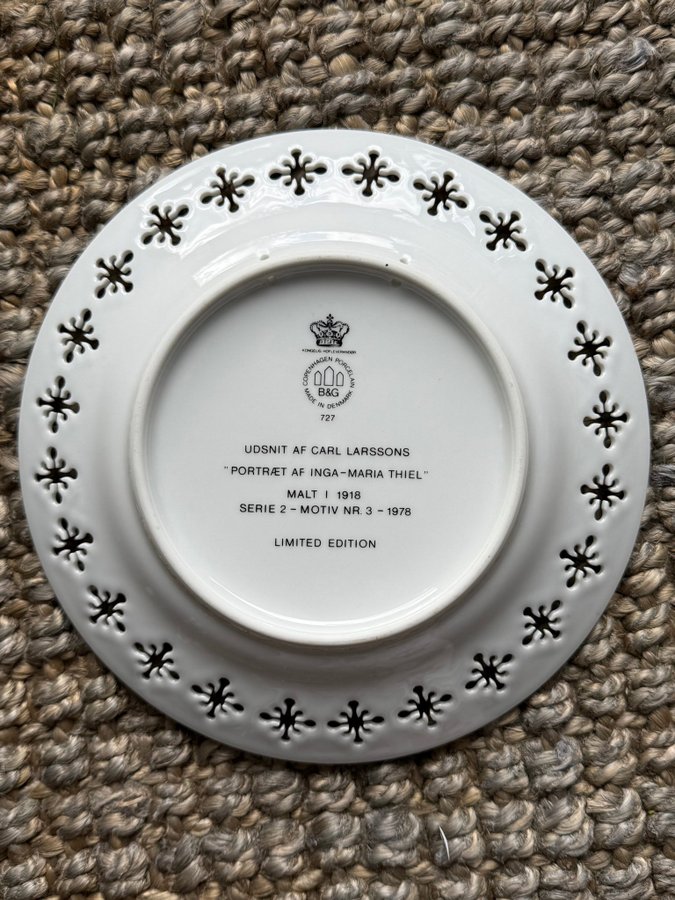 KONGELIG HOFLEVERANDØR
COPENHAGEN PORCELAIN
B&G
MADE IN DENMARK
727
UDSNIT AF CARL LARSSONS
"PORTRÆT AF INGA-MARIA THIEL"
MALT I 1918
SERIE 2 - MOTIV NR. 3 - 1978
LIMITED EDITION